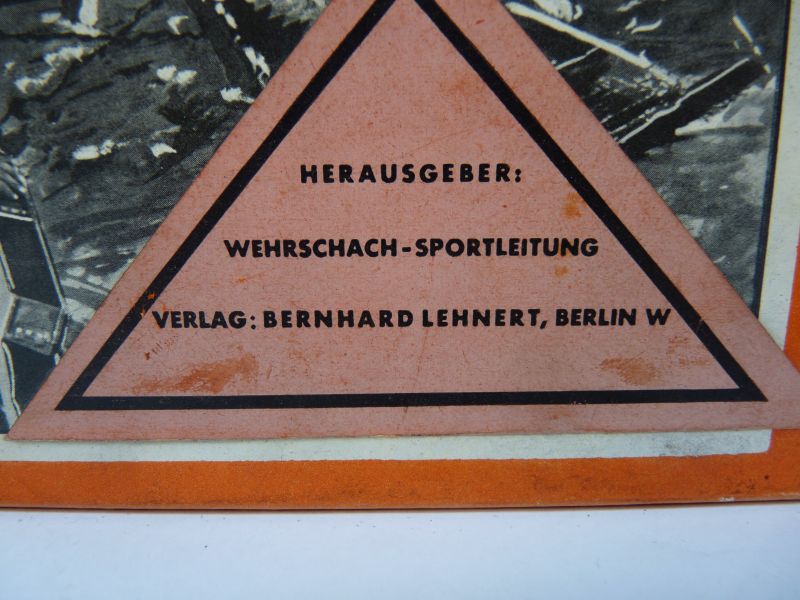 HERAUSGEBER:
WEHRSCHACH-SPORTLEITUNG
VERLAG: BERNHARD LEHNERT, BERLIN W